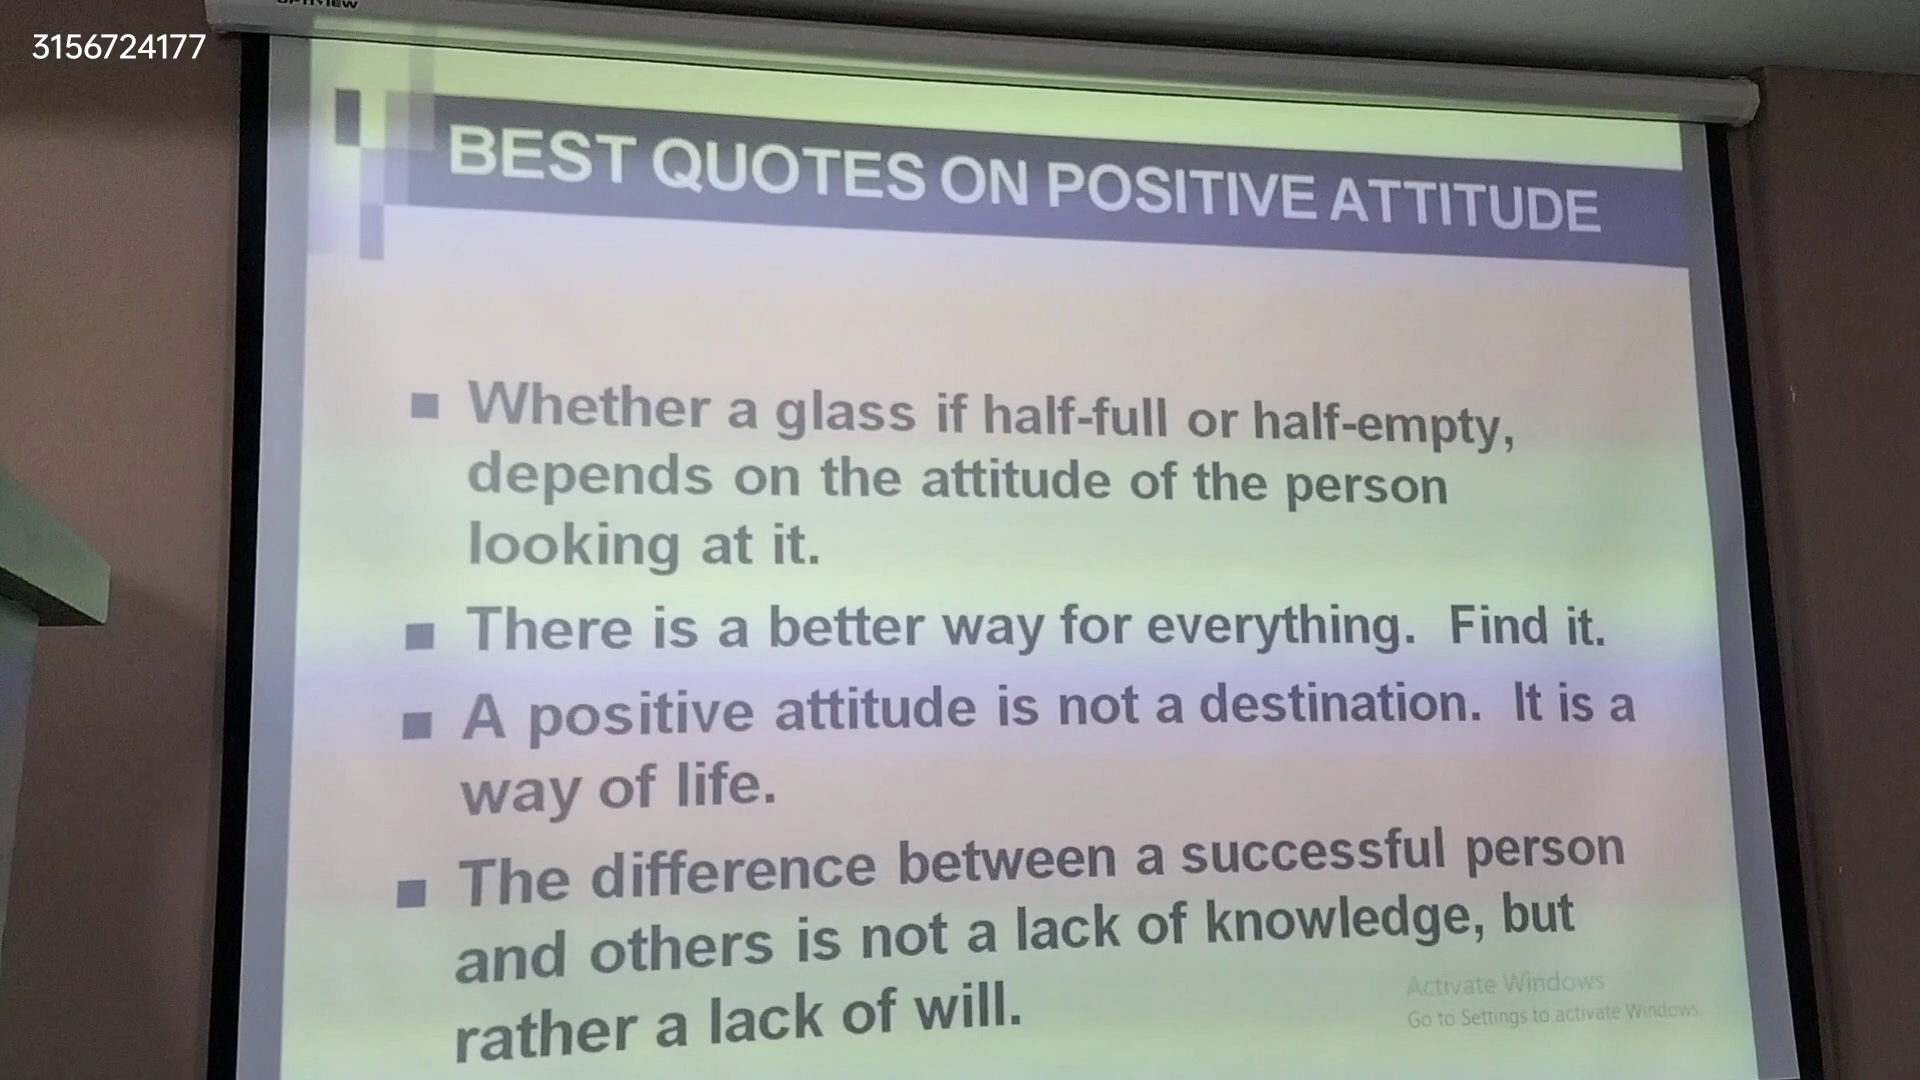 3156724177
BEST QUOTES ON POSITIVE ATTITUDE
■ Whether a glass if half-full or half-empty,
depends on the attitude of the person
looking at it.
■ There is a better way for everything. Find it.
■ A positive attitude is not a destination. It is a
way of life.
■ The difference between a successful person
and others is not a lack of knowledge, but
rather a lack of will.
Activate Windows
Go to Settings to activate Windows.